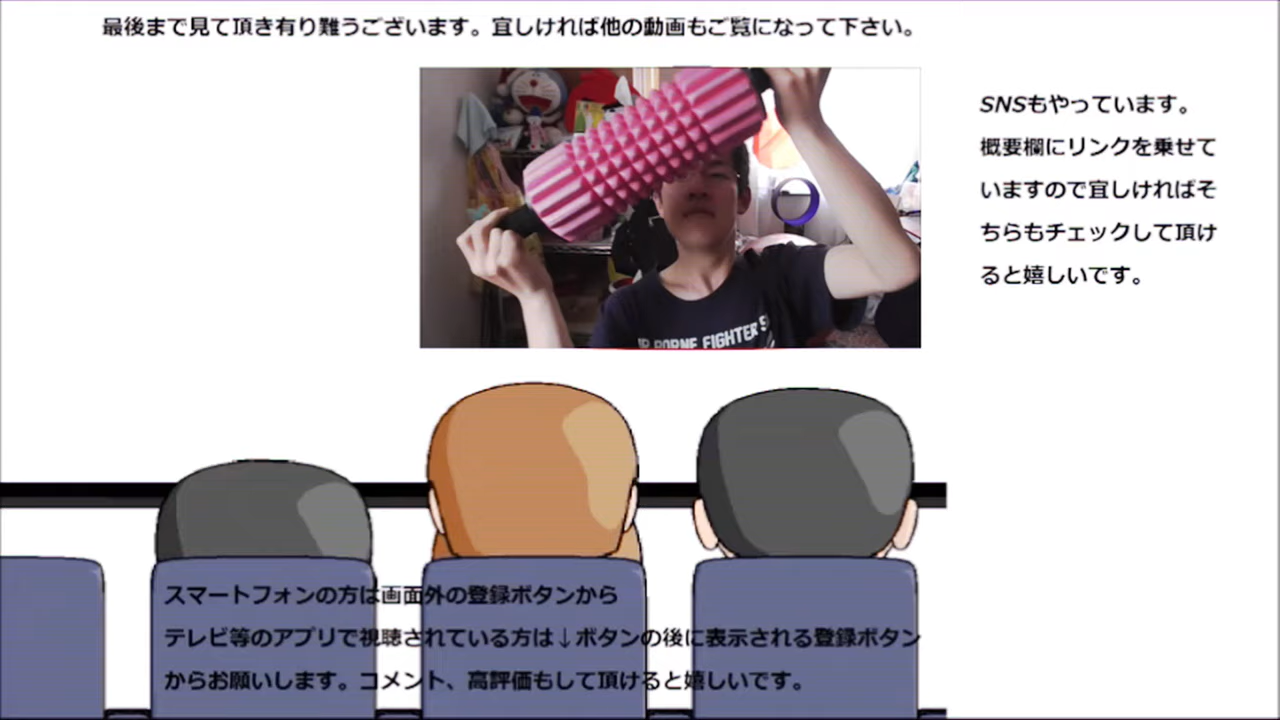 最後まで見て頂き有り難うございます。宜しければ他の動画もご覧になって下さい。
SNSもやっています。
概要欄にリンクを乗せて
いますので宜しければそ
ちらもチェックして頂け
ると嬉しいです。
BORNE FIGHTER
スマートフォンの方は画面外の登録ボタンから
テレビ等のアプリで視聴されている方は↓ボタンの後に表示される登録ボタン
からお願いします。コメント、高評価もして頂けると嬉しいです。